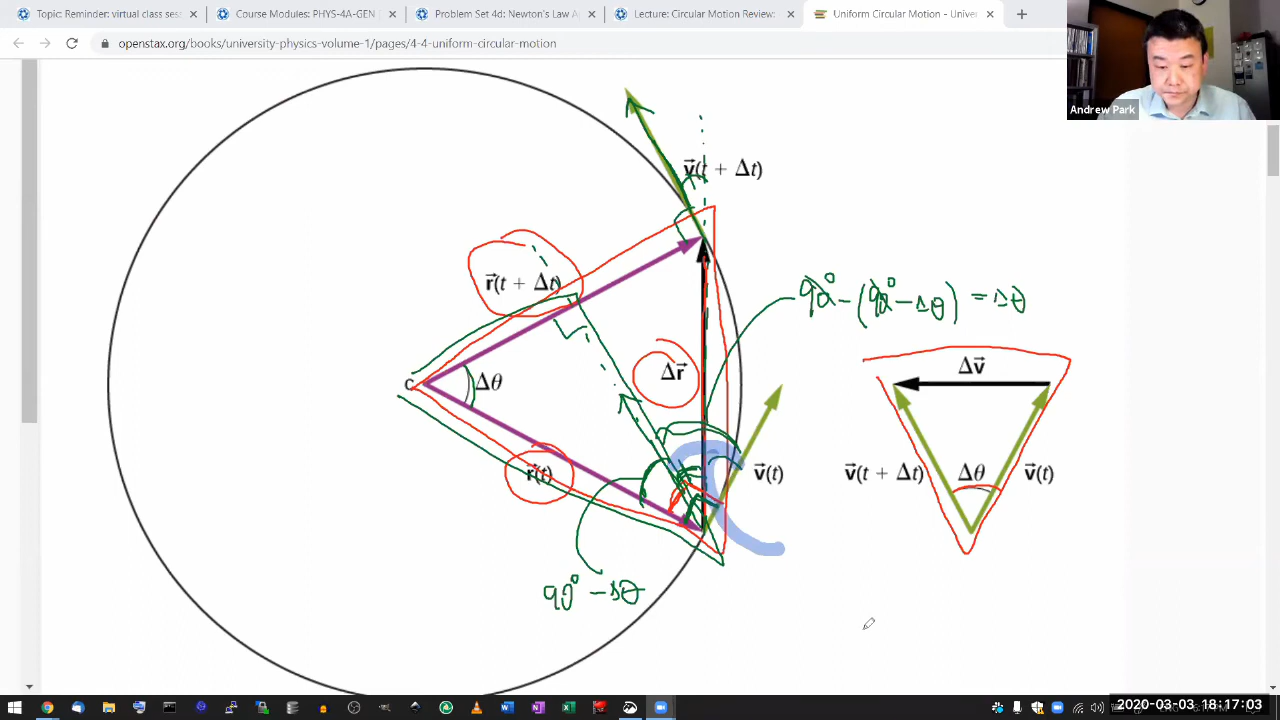 Topic: Reminder: virtual class ses
Course Modules: PHYS-4A-GEN
Problem Set 4d: Newton's Law Ap
Lecture: Circular Motion Review:
Uniform Circular Motion - Unive
openstax.org/books/university-physics-volume-1/pages/4-4-uniform-circular-motion
Andrew Park
v⃗(t + Δt)
r⃗(t + Δt)
90° - (90° - Δθ) = Δθ
Δr⃗
Δv⃗
C
Δθ
r⃗(t)
v⃗(t)
v⃗(t + Δt)
Δθ
v⃗(t)
90° - Δθ
2020-03-03 18:17:03